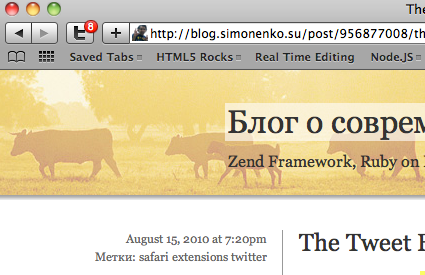 The
8
http://blog.simonenko.su/post/956877008/th
Saved Tabs HTML5 Rocks Real Time Editing Node.JS
Блог о соврем
Zend Framework, Ruby on
August 15, 2010 at 7:20pm
Метки: safari extensions twitter
The Tweet